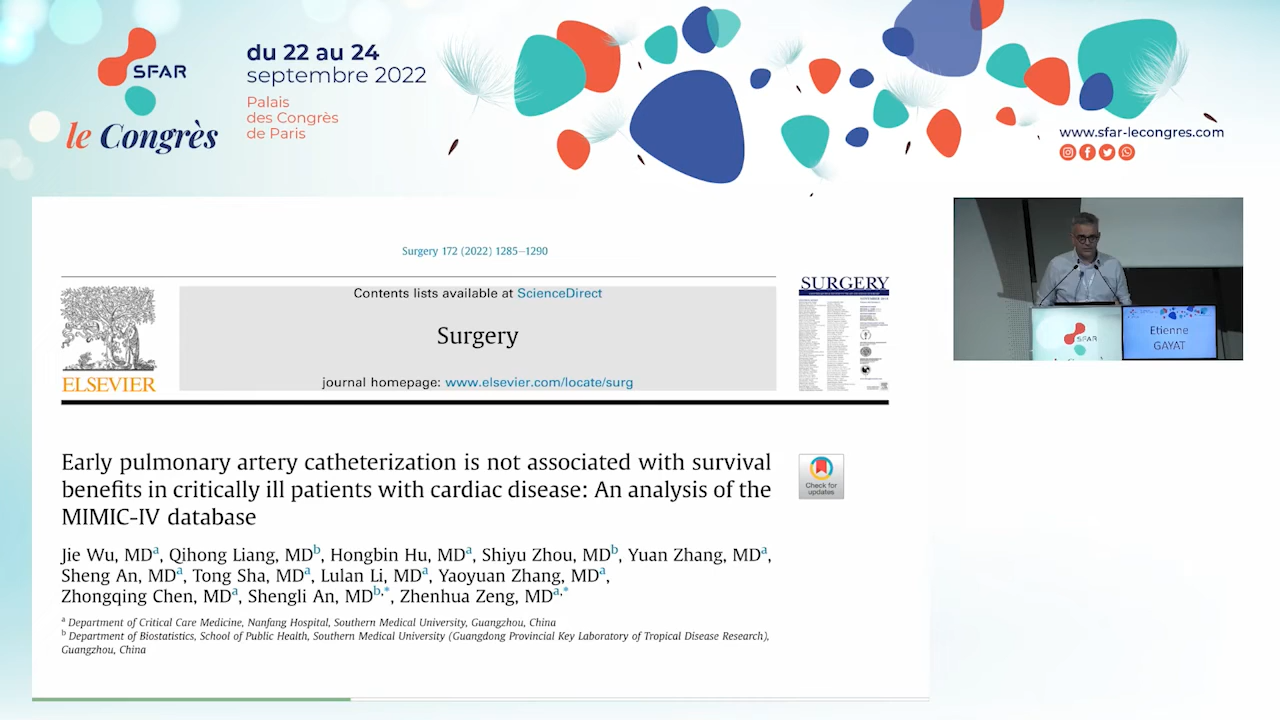 SFAR
le Congrès
du 22 au 24
septembre 2022
Palais
des Congrès
de Paris
www.sfar-lecongres.com
Surgery 172 (2022) 1285–1290
Contents lists available at ScienceDirect
Surgery
journal homepage: www.elsevier.com/locate/surg
ELSEVIER
SURGERY
Early pulmonary artery catheterization is not associated with survival
benefits in critically ill patients with cardiac disease: An analysis of the
MIMIC-IV database
Check for
updates
Jie Wu, MDa, Qihong Liang, MDb, Hongbin Hu, MDa, Shiyu Zhou, MDb, Yuan Zhang, MDa,
Sheng An, MDa, Tong Sha, MDa, Lulan Li, MDa, Yaoyuan Zhang, MDa,
Zhongqing Chen, MDa, Shengli An, MDb,*, Zhenhua Zeng, MDa,*
a Department of Critical Care Medicine, Nanfang Hospital, Southern Medical University, Guangzhou, China
b Department of Biostatistics, School of Public Health, Southern Medical University (Guangdong Provincial Key Laboratory of Tropical Disease Research),
Guangzhou, China
SFAR
Etienne
GAYAT